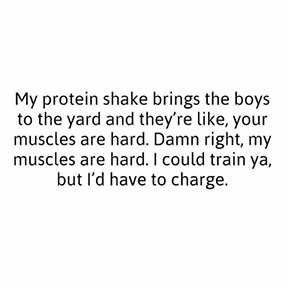 My protein shake brings the boys
to the yard and they’re like, your
muscles are hard. Damn right, my
muscles are hard. I could train ya,
but I’d have to charge.